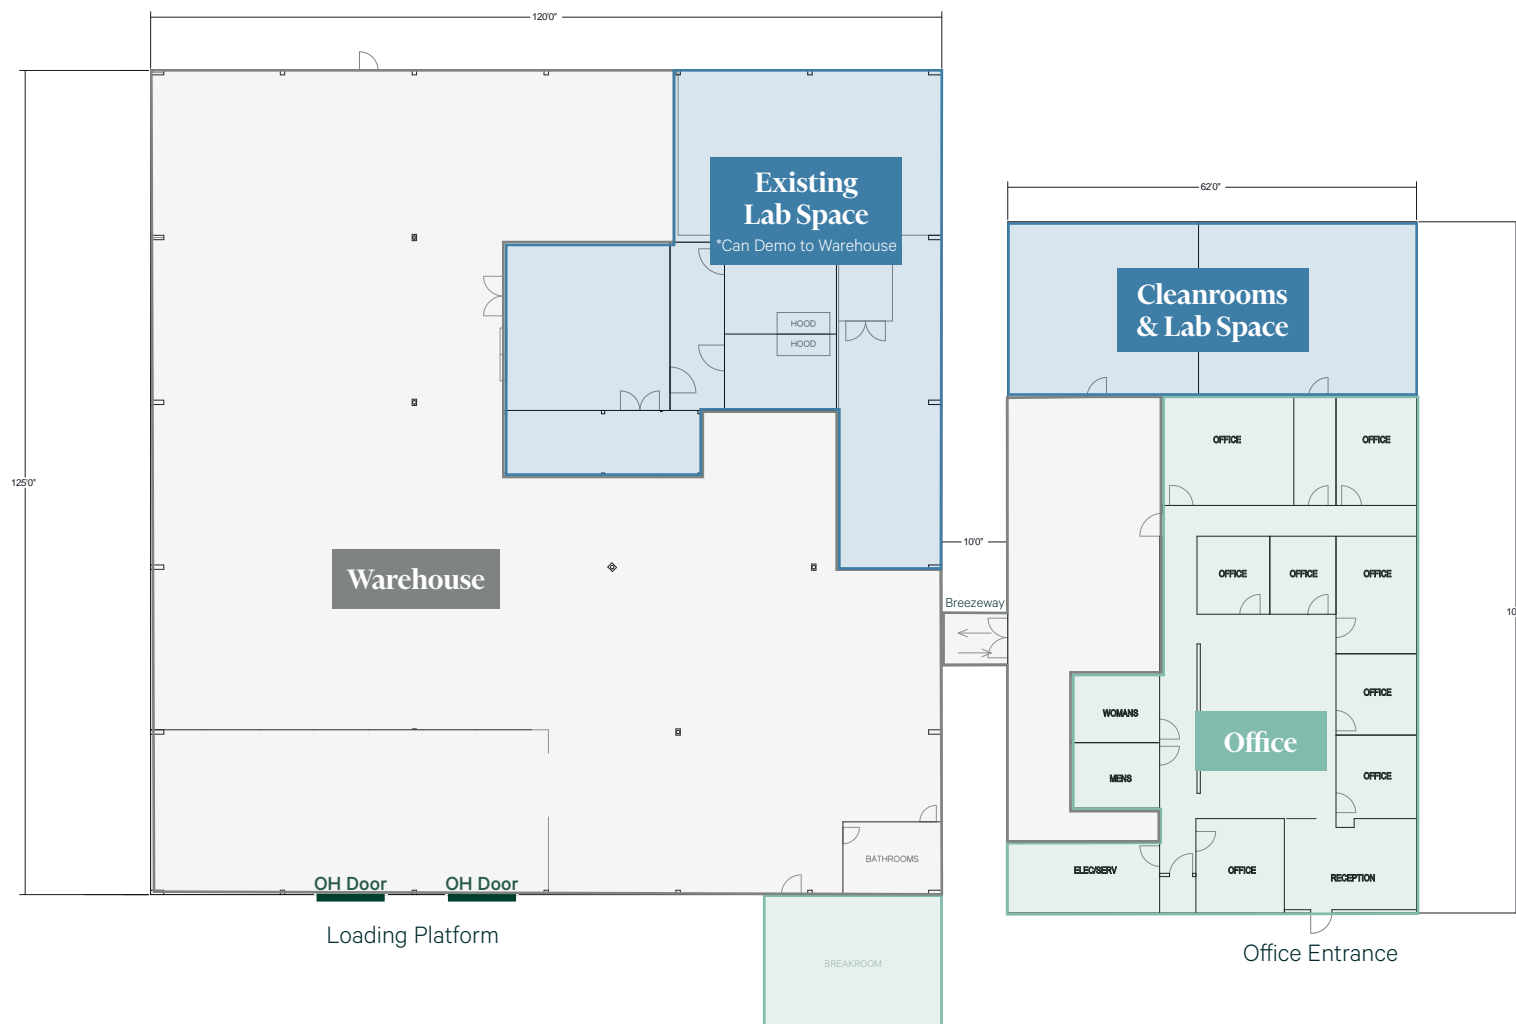 120'0"
Existing
Lab Space
*Can Demo to Warehouse
62'0"
Cleanrooms
& Lab Space
HOOD
HOOD
OFFICE
OFFICE
125'0"
10'0"
Warehouse
OFFICE
OFFICE
OFFICE
Breezeway
10
OFFICE
WOMANS
Office
MENS
OFFICE
BATHROOMS
ELEC/SERV
OFFICE
RECEPTION
OH Door
OH Door
Loading Platform
Office Entrance
BREAKROOM